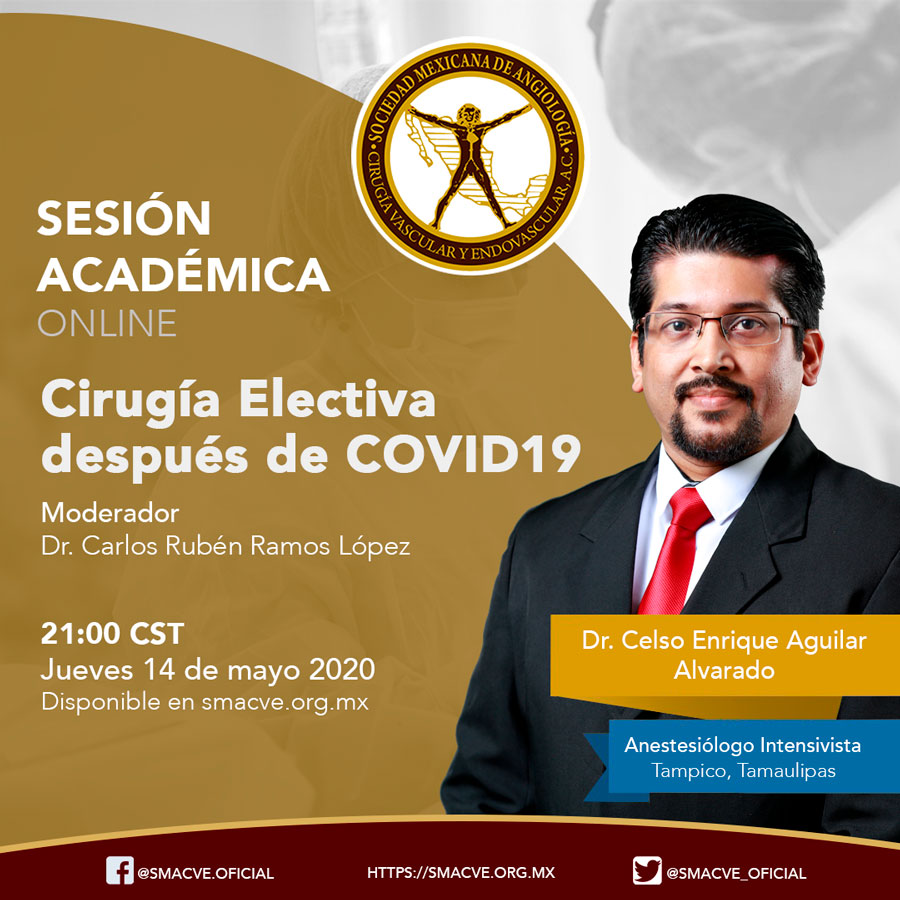 SOCIEDAD MEXICANA DE ANGIOLOGÍA,
CIRUGÍA VASCULAR Y ENDOVASCULAR, A.C.
SESIÓN
ACADÉMICA
ONLINE
Cirugía Electiva
después de COVID19
Moderador
Dr. Carlos Rubén Ramos López
21:00 CST
Jueves 14 de mayo 2020
Disponible en smacve.org.mx
Dr. Celso Enrique Aguilar
Alvarado
Anestesiólogo Intensivista
Tampico, Tamaulipas
@SMACVE.OFICIAL
HTTPS://SMACVE.ORG.MX
@SMACVE_OFICIAL